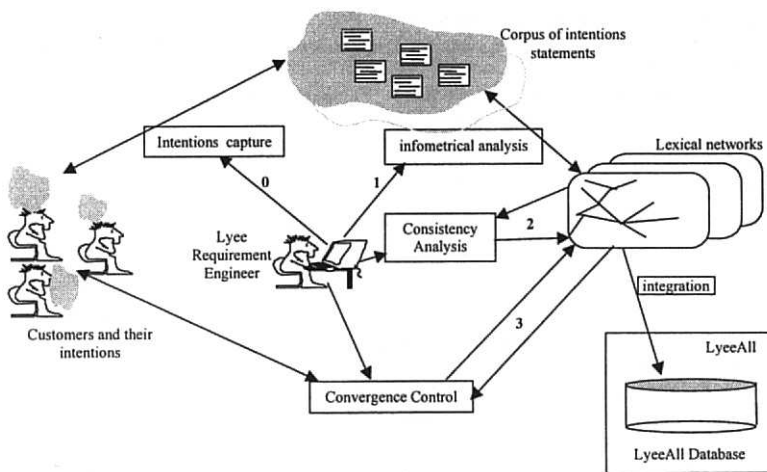 Corpus of intentions
statements
Intentions capture
infometrical analysis
Lexical networks
0
1
Lyee
Requirement
Engineer
Consistency
Analysis
2
Customers and their
intentions
3
integration
Convergence Control
LyeeAll
LyeeAll Database